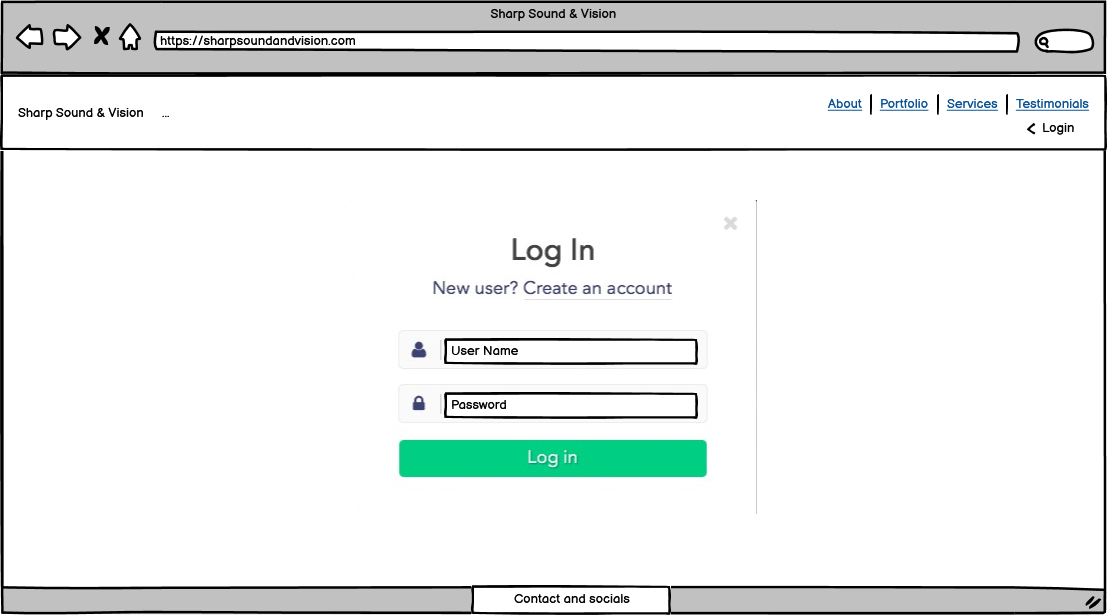 Sharp Sound & Vision
https://sharpsoundandvision.com
Sharp Sound & Vision ...
About Portfolio Services Testimonials
Login
Log In
New user? Create an account
User Name
Password
Log in
Contact and socials